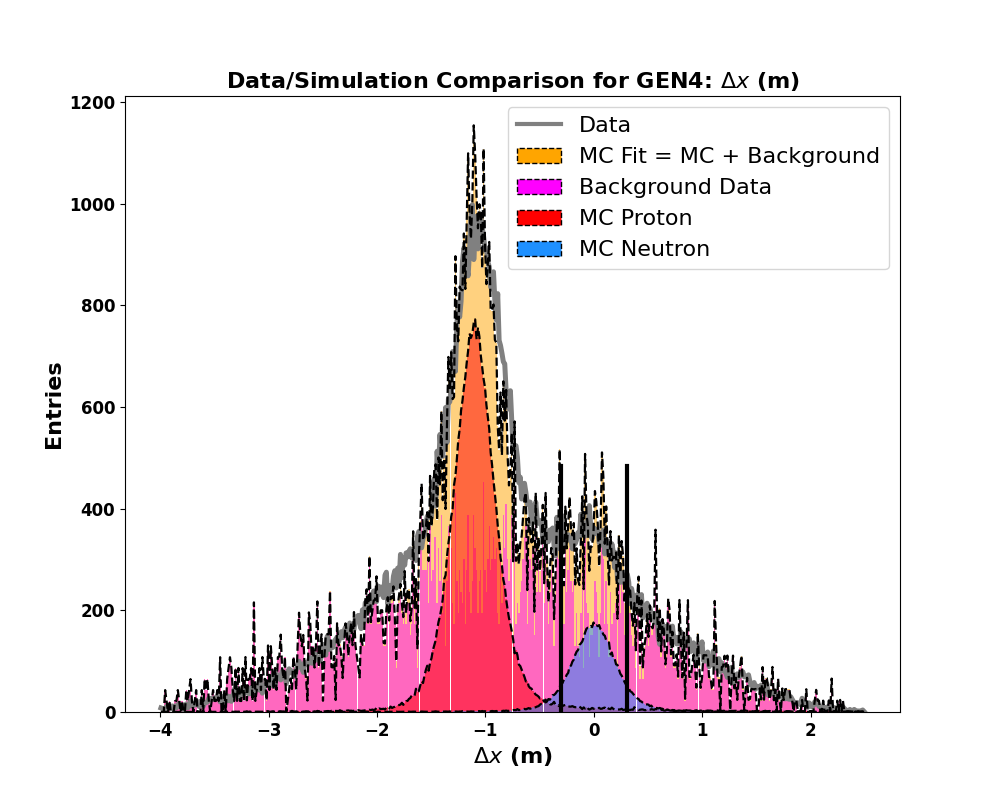 Data/Simulation Comparison for GEN4: Δx (m)
1200
1000
800
600
400
200
0
Entries
Data
MC Fit = MC + Background
Background Data
MC Proton
MC Neutron
−4 −3 −2 −1 0 1 2
Δx (m)